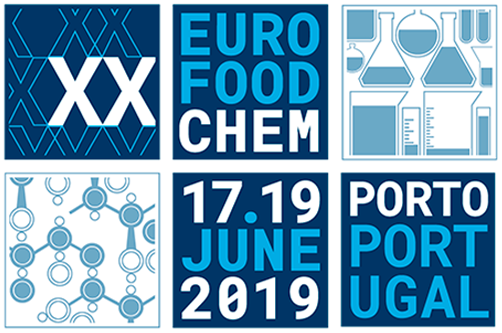 XX
EURO
FOOD
CHEM
17.19
JUNE
2019
PORTO
PORT
UGAL